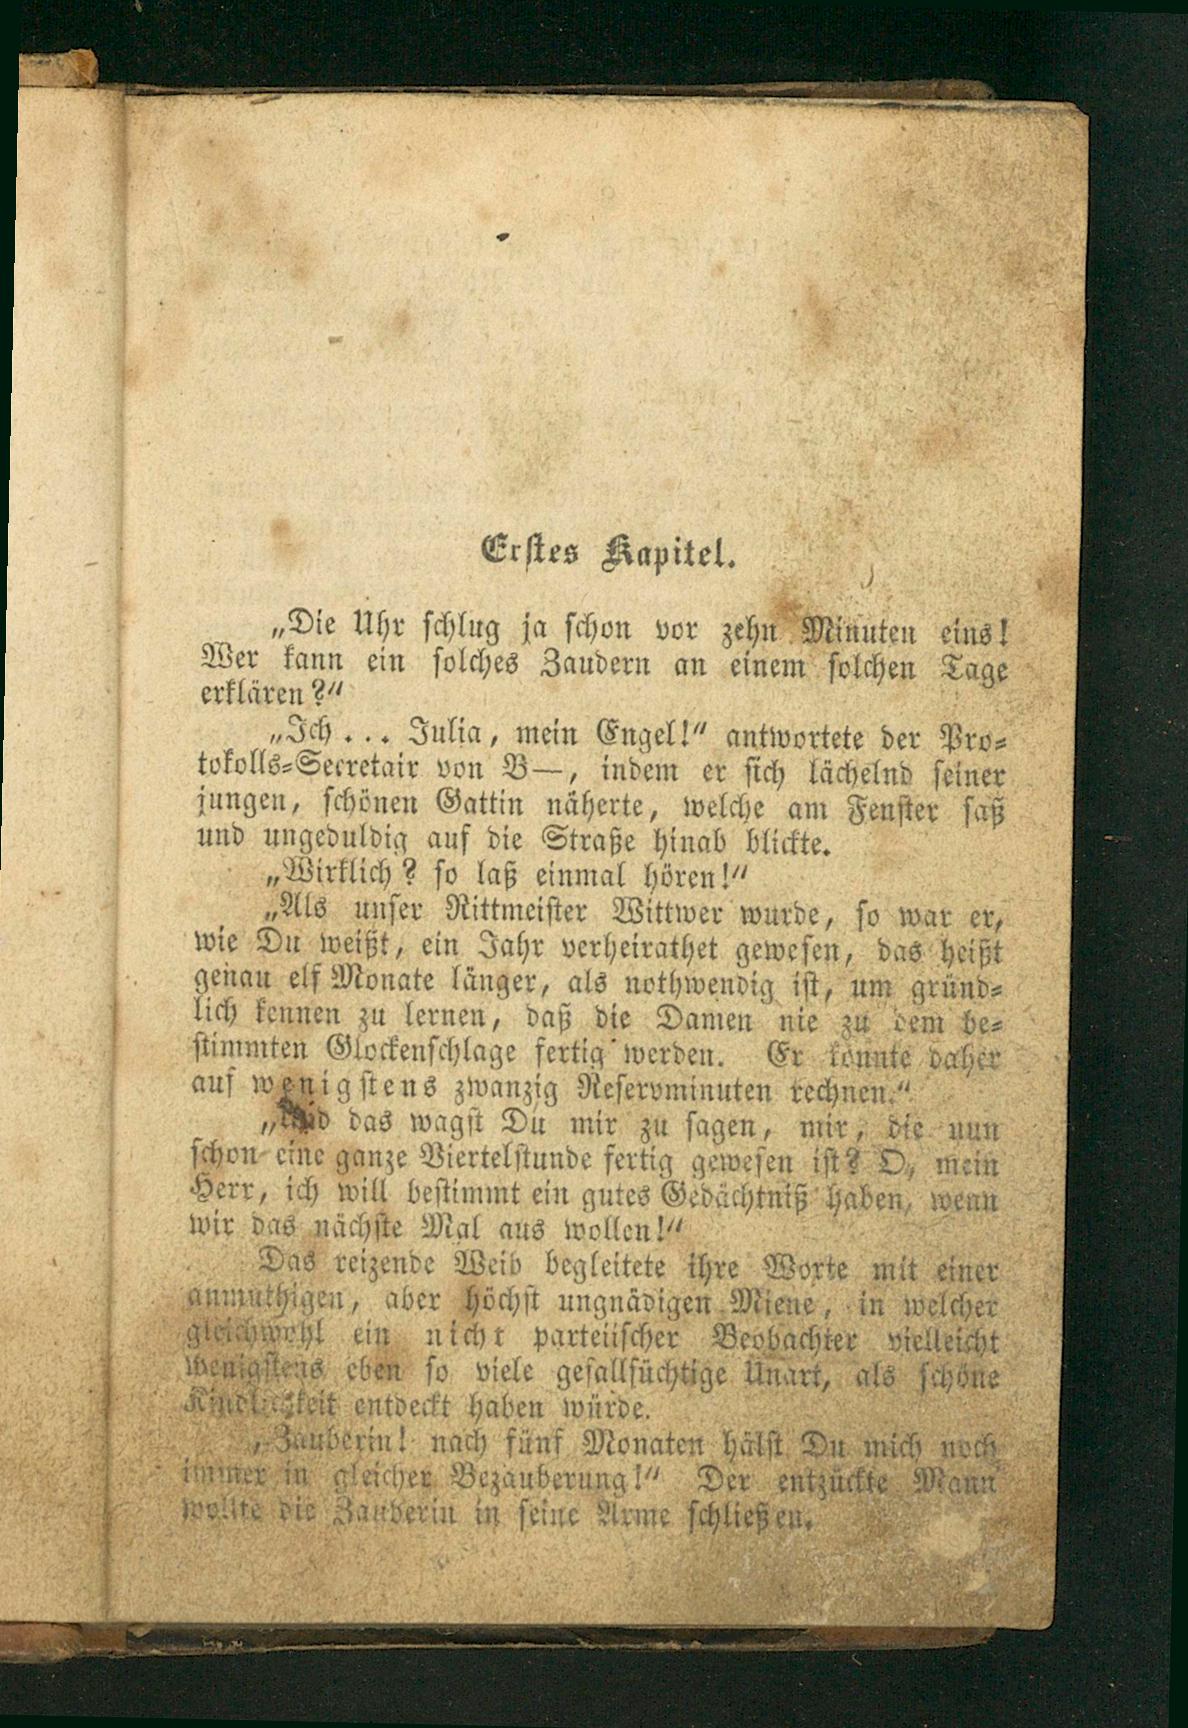 Erstes Kapitel.
„Die Uhr schlug ja schon vor zehn Minuten eins!
Wer kann ein solches Zaudern an einem solchen Tage
erklären?“
„Ich . . . Julia, mein Engel!“ antwortete der Pro-
tokolls-Secretair von B—, indem er sich lächelnd seiner
jungen, schönen Gattin näherte, welche am Fenster saß
und ungeduldig auf die Straße hinab blickte.
„Wirklich? so laß einmal hören!“
„Als unser Rittmeister Wittwer wurde, so war er,
wie Du weißt, ein Jahr verheirathet gewesen, das heißt
genau elf Monate länger, als nothwendig ist, um gründ-
lich kennen zu lernen, daß die Damen nie zu dem be-
stimmten Glockenschlage fertig werden. Er konnte daher
auf wenigstens zwanzig Reservminuten rechnen.“
„Und das wagst Du mir zu sagen, mir, die nun
schon eine ganze Viertelstunde fertig gewesen ist? O, mein
Herr, ich will bestimmt ein gutes Gedächtniß haben, wenn
wir das nächste Mal aus wollen!“
Das reizende Weib begleitete ihre Worte mit einer
anmuthigen, aber höchst ungnädigen Miene, in welcher
gleichwohl ein nicht parteiischer Beobachter vielleicht
wenigstens eben so viele gefallsüchtige Unart, als schöne
Kindlichkeit entdeckt haben würde.
„Zauberin! nach fünf Monaten hälst Du mich noch
immer in gleicher Bezauberung!“ Der entzückte Mann
wollte die Zauberin in seine Arme schließen.